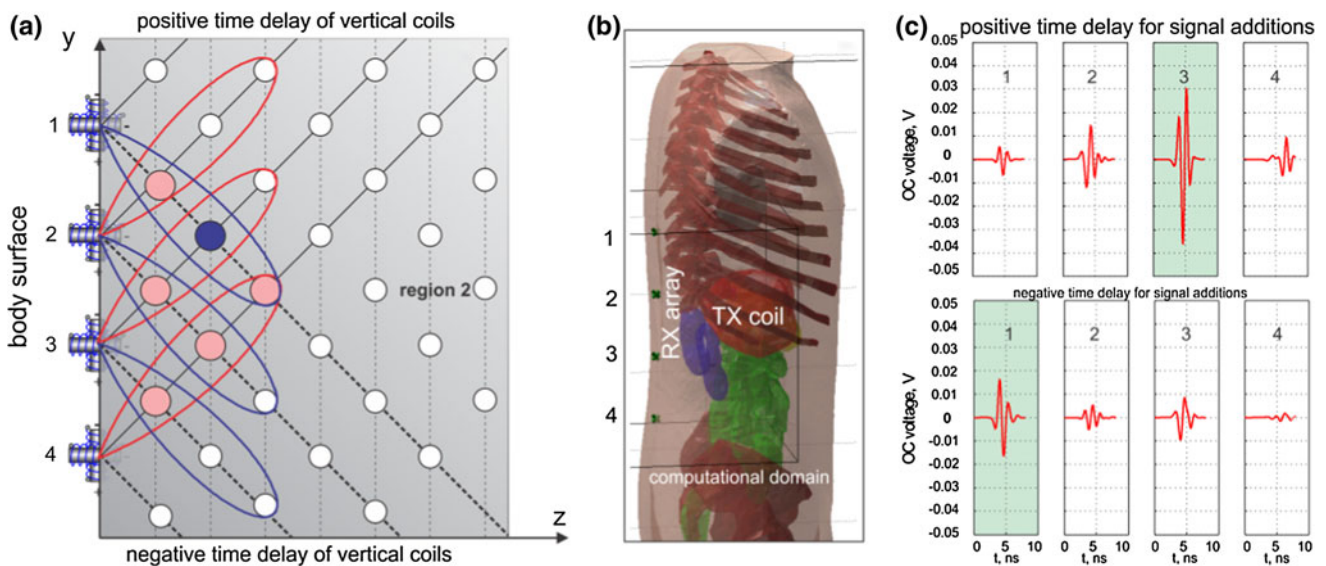 (a)
positive time delay of vertical coils
y
1
2
3
4
body surface
region 2
z
negative time delay of vertical coils
(b)
1
2
3
4
RX array
TX coil
computational domain
(c)
positive time delay for signal additions
OC voltage, V
0.05
0.04
0.03
0.02
0.01
0
-0.01
-0.02
-0.03
-0.04
-0.05
1
2
3
4
negative time delay for signal additions
OC voltage, V
0.05
0.04
0.03
0.02
0.01
0
-0.01
-0.02
-0.03
-0.04
0.05
1
2
3
4
0 5 10 0 5 10 0 5 10 0 5 10
t, ns t, ns t, ns t, ns